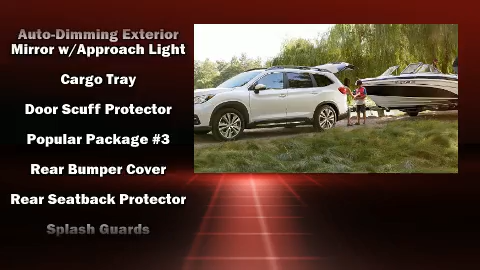 Auto-Dimming Exterior
Mirror w/Approach Light
Cargo Tray
Door Scuff Protector
Popular Package #3
Rear Bumper Cover
Rear Seatback Protector
Splash Guards